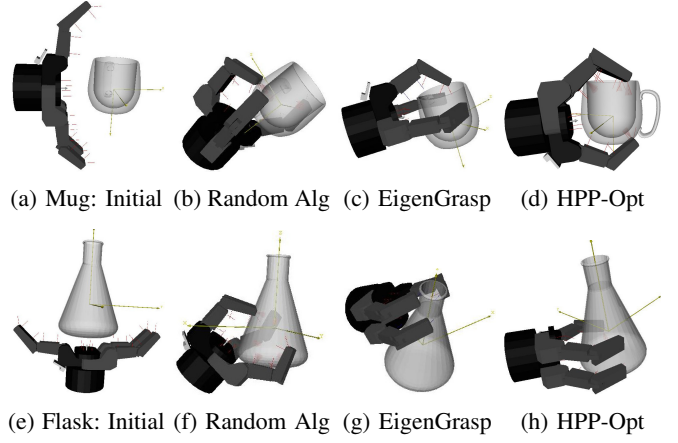 (a) Mug: Initial (b) Random Alg (c) EigenGrasp (d) HPP-Opt
(e) Flask: Initial (f) Random Alg (g) EigenGrasp (h) HPP-Opt